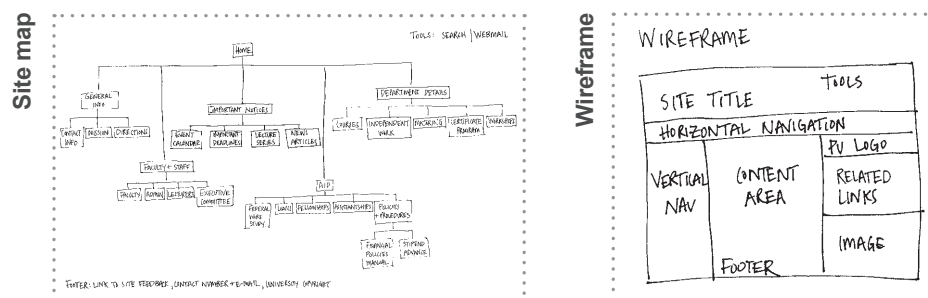 Site map
TOOLS: SEARCH | WEBMAIL
HOME
GENERAL
INFO
IMPORTANT NOTICES
DEPARTMENT DETAILS
CONTACT
INFO
MISSION
DIRECTIONS
EVENT
CALENDAR
IMPORTANT
DEADLINES
LECTURE
SERIES
NEWS
ARTICLES
COURSES
INDEPENDENT
WORK
CERTIFICATE
PROGRAM
FACULTY + STAFF
FACULTY
ADMIN
LECTURERS
EXECUTIVE
COMMITTEE
AID
FEDERAL
WORK
STUDY
LOANS
FELLOWSHIPS
ASSISTANTSHIPS
POLICIES
+ PROCEDURES
FINANCIAL
POLICIES
MANUAL
STIPEND
ADVANCE
FOOTER: LINK TO SITE FEEDBACK, CONTACT NUMBER + E-MAIL, UNIVERSITY COPYRIGHT
Wireframe
WIREFRAME
TOOLS
SITE TITLE
HORIZONTAL NAVIGATION
PU LOGO
VERTICAL
NAV
CONTENT
AREA
RELATED
LINKS
IMAGE
FOOTER